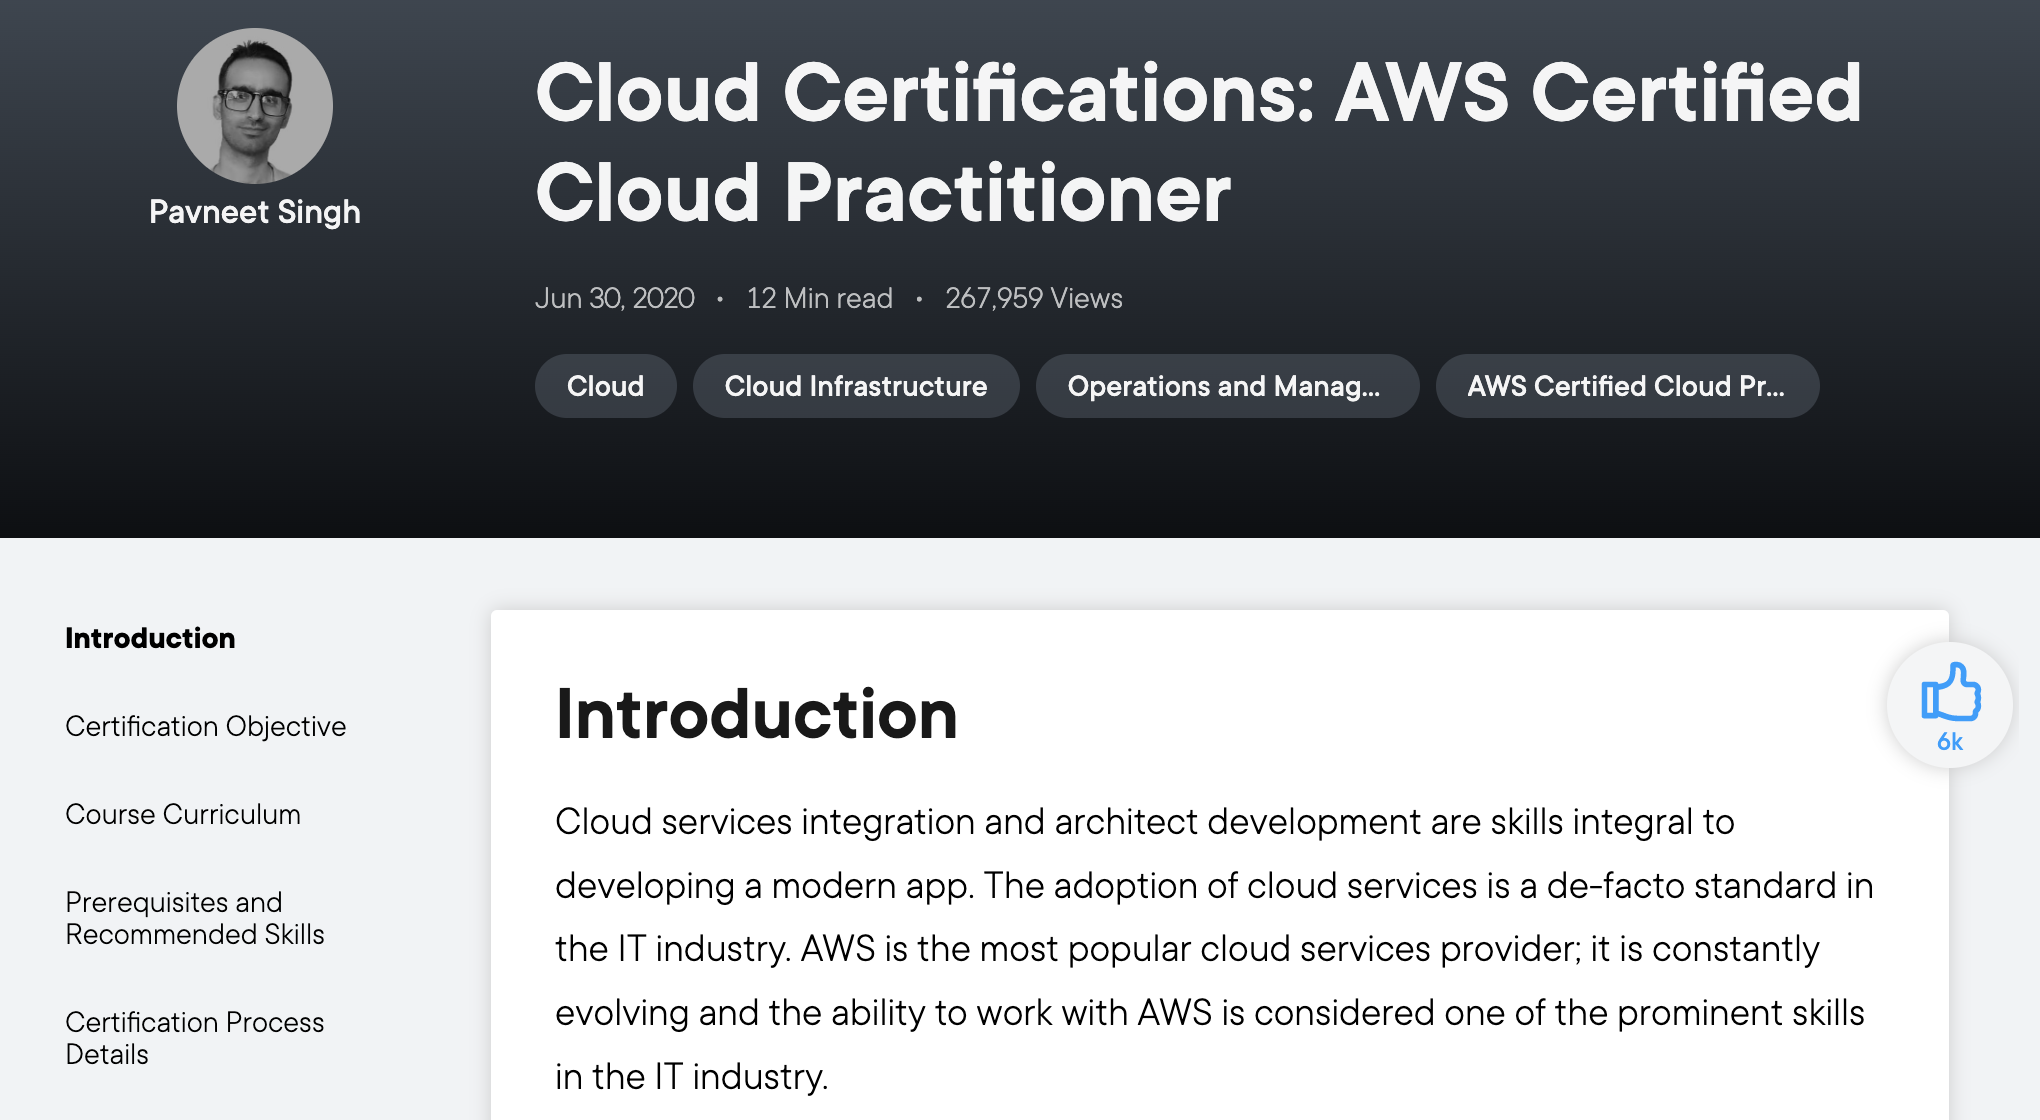 Pavneet Singh
Cloud Certifications: AWS Certified
Cloud Practitioner
Jun 30, 2020 • 12 Min read • 267,959 Views
Cloud
Cloud Infrastructure
Operations and Manag...
AWS Certified Cloud Pr...
Introduction
Certification Objective
Course Curriculum
Prerequisites and
Recommended Skills
Certification Process
Details
Introduction
6k
Cloud services integration and architect development are skills integral to
developing a modern app. The adoption of cloud services is a de-facto standard in
the IT industry. AWS is the most popular cloud services provider; it is constantly
evolving and the ability to work with AWS is considered one of the prominent skills
in the IT industry.